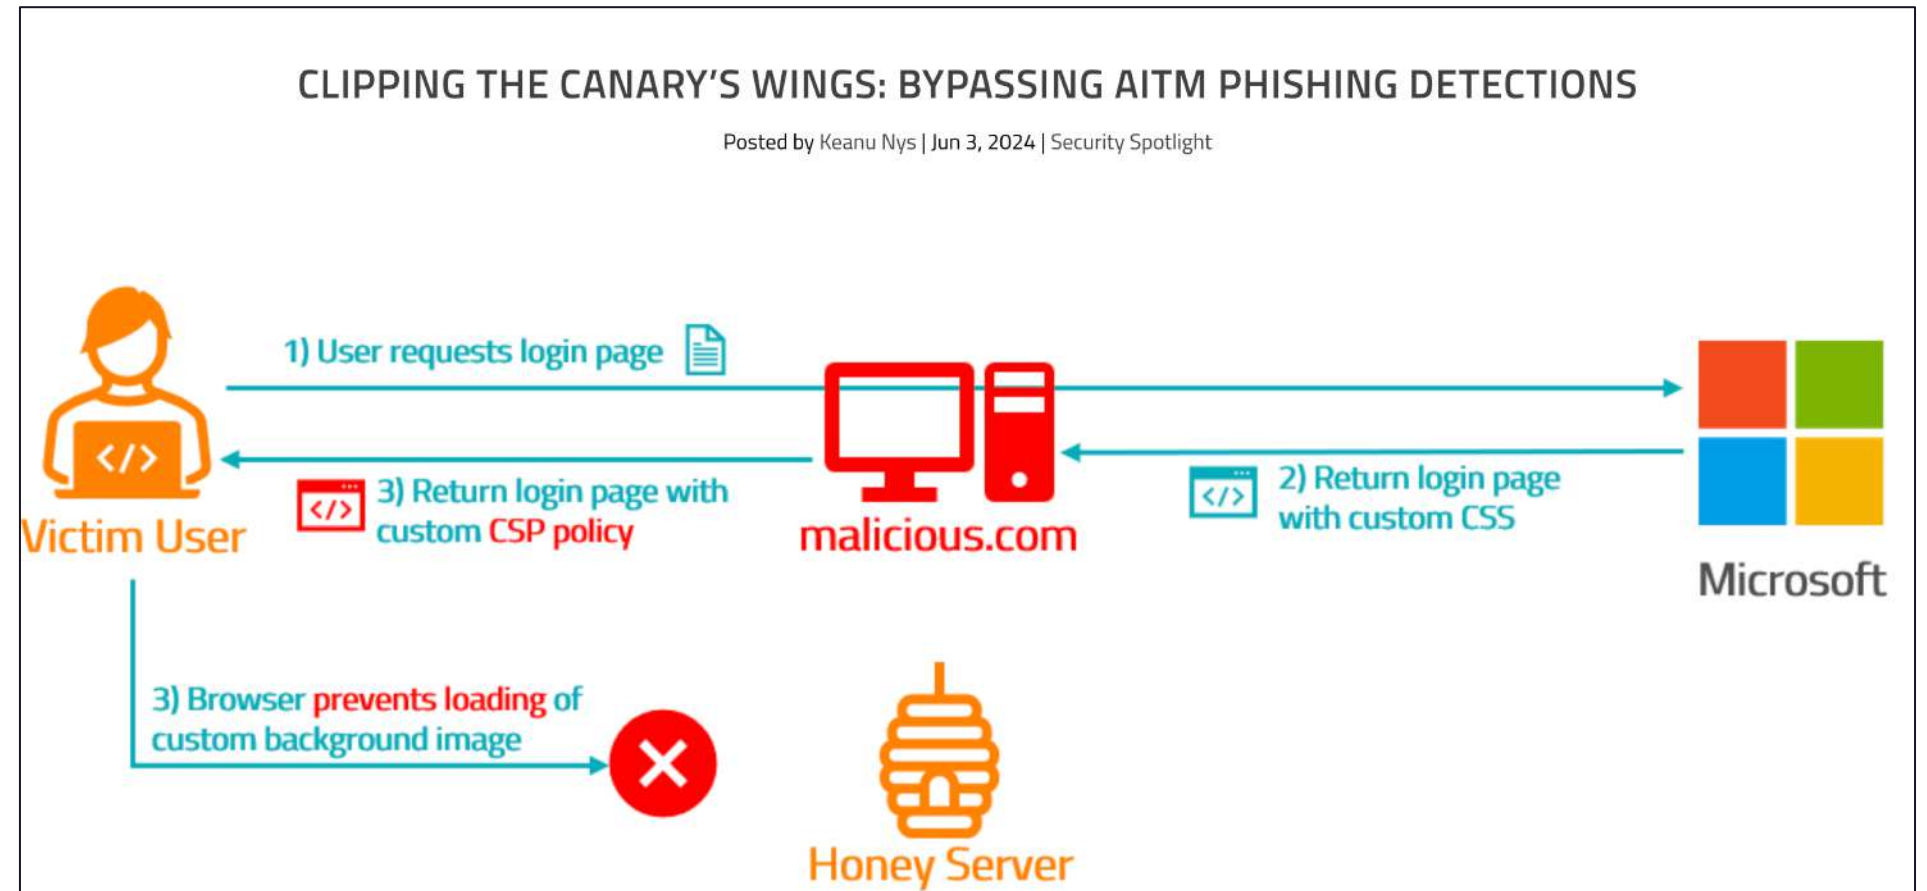 CLIPPING THE CANARY'S WINGS: BYPASSING AITM PHISHING DETECTIONS
Posted by Keanu Nys | Jun 3, 2024 | Security Spotlight
1) User requests login page
</>
3) Return login page with
custom CSP policy
</>
Victim User
malicious.com
</>
2) Return login page
with custom CSS
Microsoft
3) Browser prevents loading of
custom background image
Honey Server